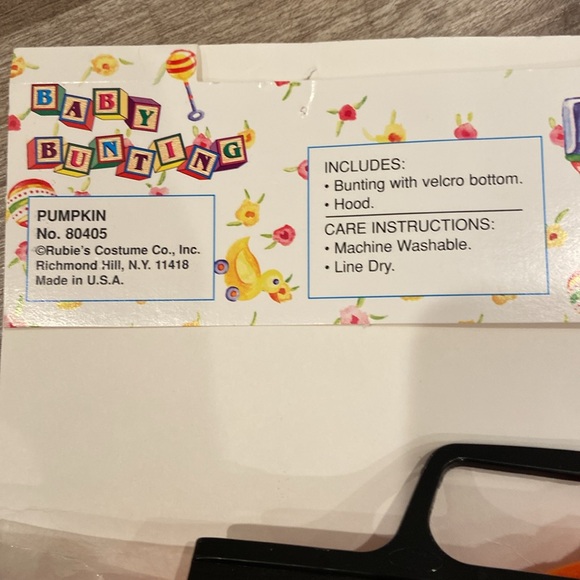 BABY
BUNTING
PUMPKIN
No. 80405
©Rubie's Costume Co., Inc.
Richmond Hill, N.Y. 11418
Made in U.S.A.
INCLUDES:
• Bunting with velcro bottom.
• Hood.
CARE INSTRUCTIONS:
• Machine Washable.
• Line Dry.